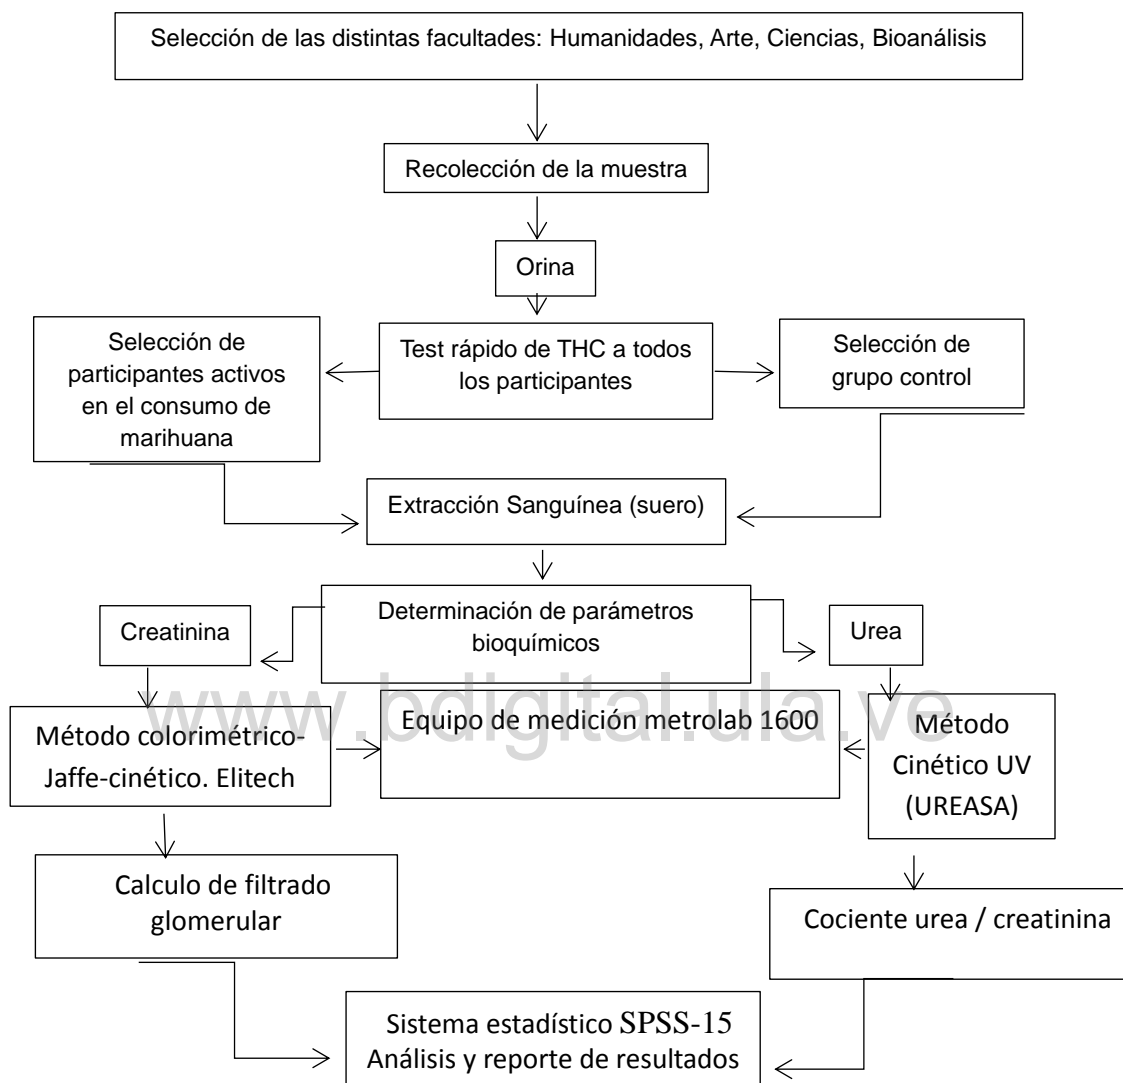 Selección de las distintas facultades: Humanidades, Arte, Ciencias, Bioanálisis
Recolección de la muestra
Orina
Selección de
participantes activos
en el consumo de
marihuana
Test rápido de THC a todos
los participantes
Selección de
grupo control
Extracción Sanguínea (suero)
Creatinina
Determinación de parámetros
bioquímicos
Urea
www.bdigital.ula.ve
Método colorimétrico-
Jaffe-cinético. Elitech
Equipo de medición metrolab 1600
Método
Cinético UV
(UREASA)
Calculo de filtrado
glomerular
Cociente urea / creatinina
Sistema estadístico SPSS-15
Análisis y reporte de resultados